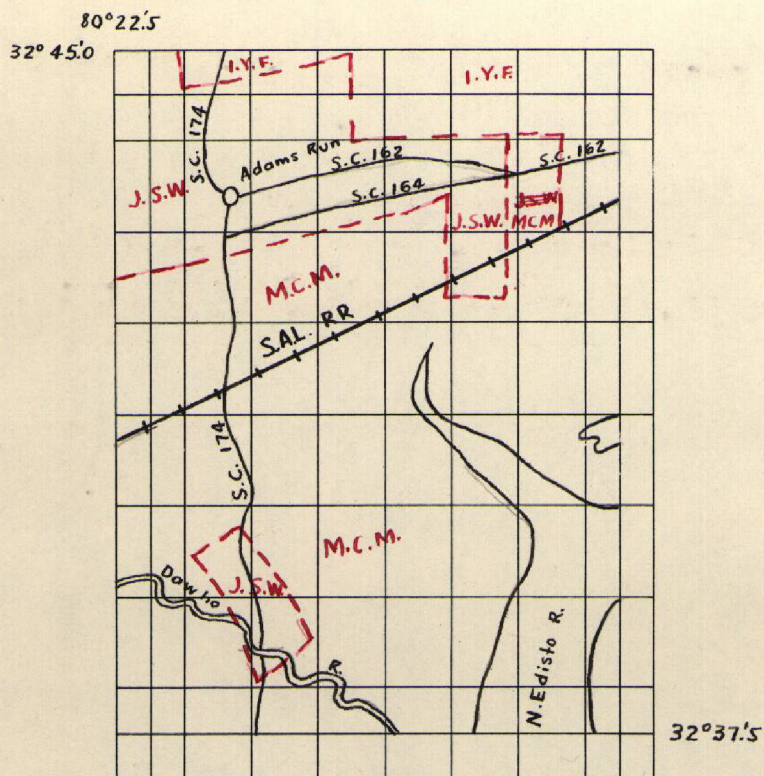 80°22.'5
32° 45.'0
I.Y.F.
I.Y.F.
S.C. 174
Adams Run
S.C. 162
S.C. 162
S.C. 164
J.S.W.
J.S.W.
J.S.W
MCM
M.C.M.
S.A.L. RR
S.C. 174
M.C.M.
J.S.W.
Dawho
R.
N. Edisto R.
32°37.'5